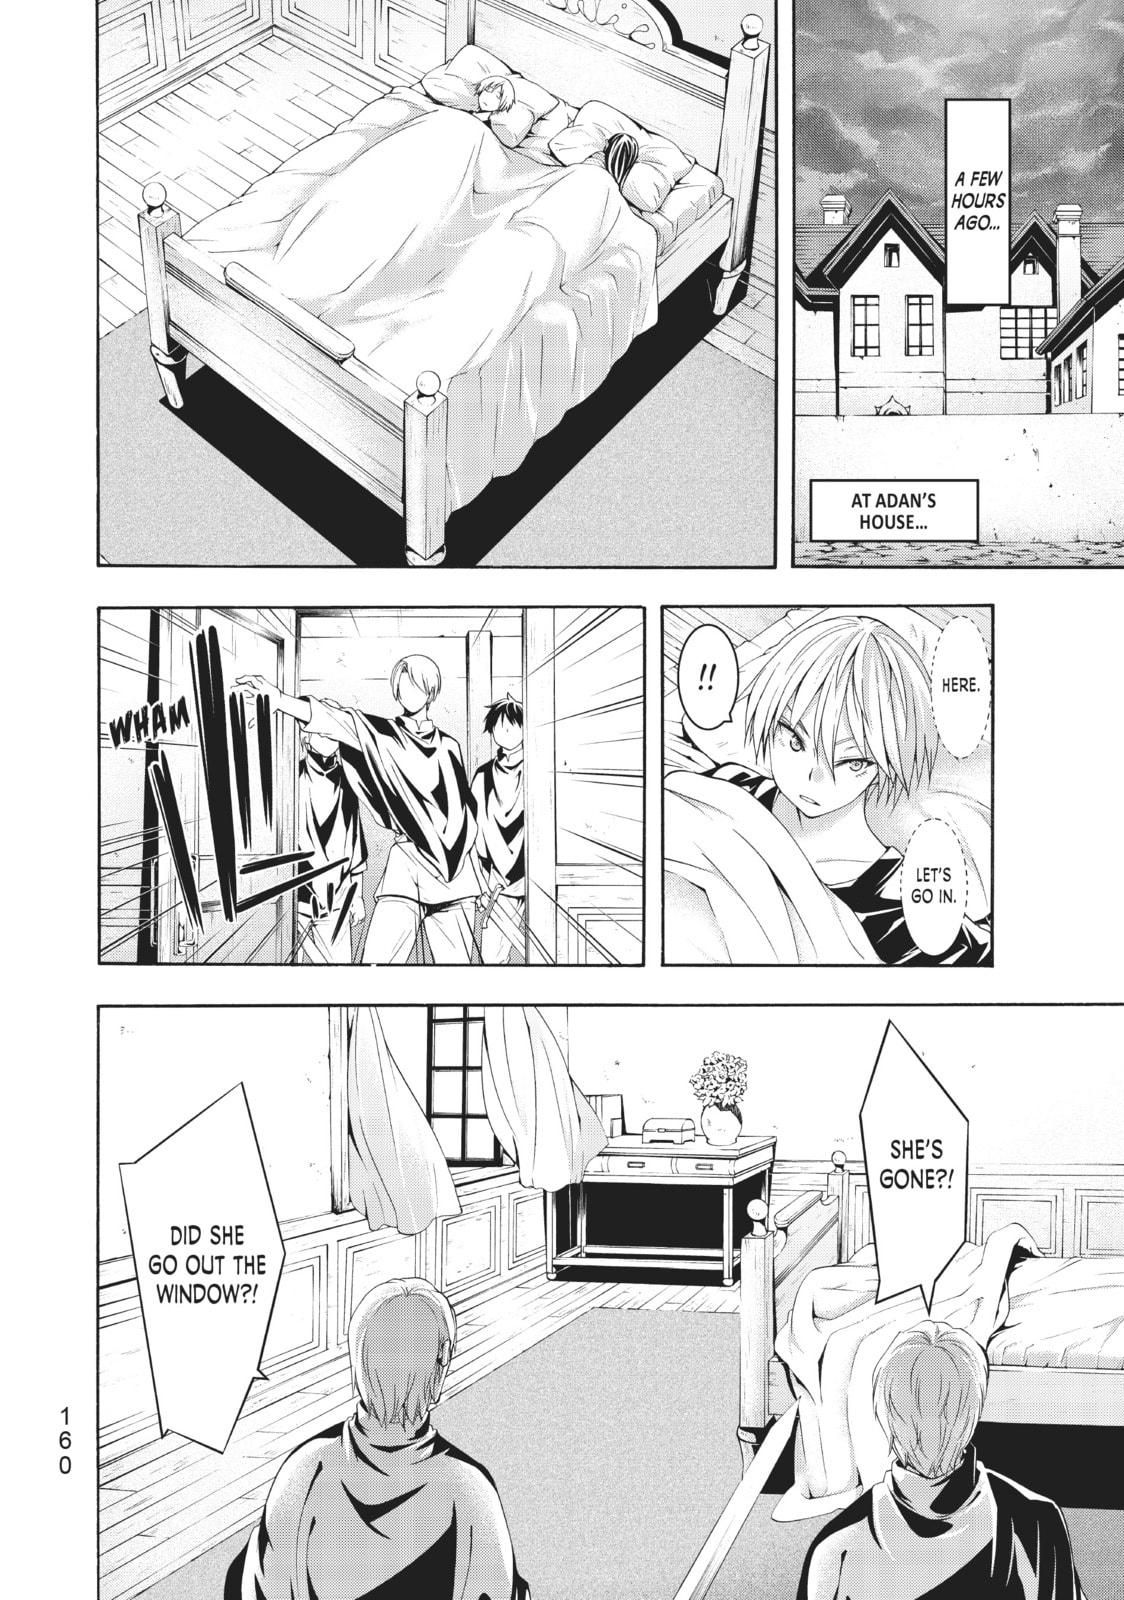 A FEW
HOURS
AGO...
AT ADAN'S
HOUSE...
HERE.
!!
LET'S
GO IN.
WHAM
SHE'S
GONE?!
DID SHE
GO OUT THE
WINDOW?!
160